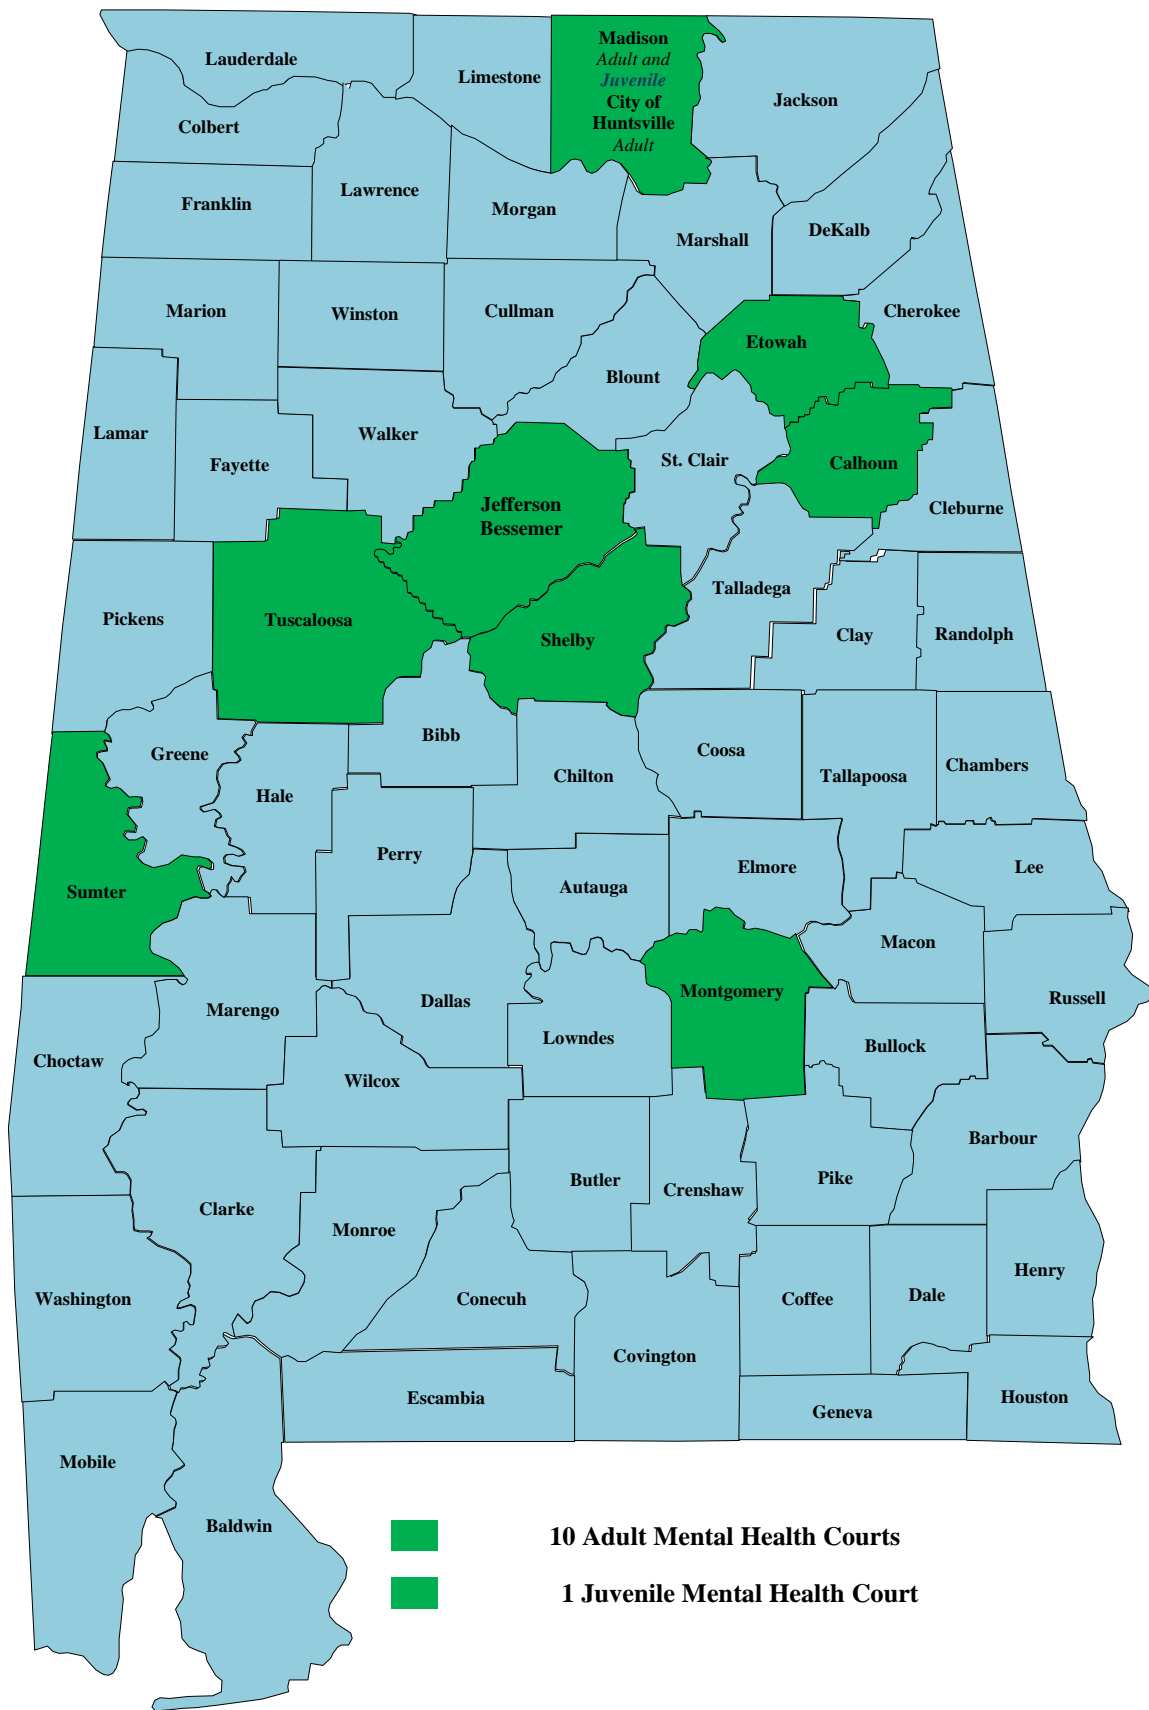 Lauderdale
Limestone
Madison
Adult and
Juvenile
City of
Huntsville
Adult
Jackson
Colbert
Lawrence
Franklin
Morgan
Marshall
DeKalb
Marion
Winston
Cullman
Cherokee
Etowah
Blount
Lamar
Walker
Fayette
St. Clair
Calhoun
Jefferson
Bessemer
Cleburne
Talladega
Pickens
Tuscaloosa
Shelby
Clay
Randolph
Greene
Bibb
Coosa
Chilton
Tallapoosa
Chambers
Hale
Perry
Elmore
Lee
Sumter
Autauga
Macon
Montgomery
Russell
Marengo
Dallas
Lowndes
Bullock
Choctaw
Wilcox
Barbour
Butler
Pike
Crenshaw
Clarke
Monroe
Henry
Washington
Conecuh
Coffee
Dale
Covington
Escambia
Houston
Geneva
Mobile
Baldwin
10 Adult Mental Health Courts
1 Juvenile Mental Health Court